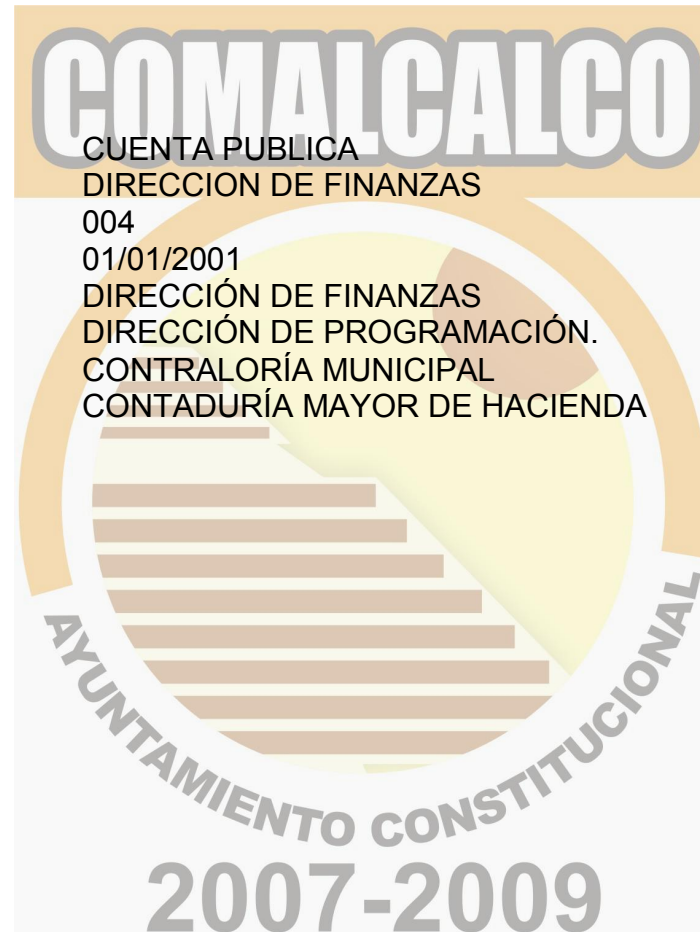 COMALCALCO
CUENTA PUBLICA
DIRECCION DE FINANZAS
004
01/01/2001
DIRECCIÓN DE FINANZAS
DIRECCIÓN DE PROGRAMACIÓN.
CONTRALORÍA MUNICIPAL
CONTADURÍA MAYOR DE HACIENDA
AYUNTAMIENTO CONSTITUCIONAL
2007-2009